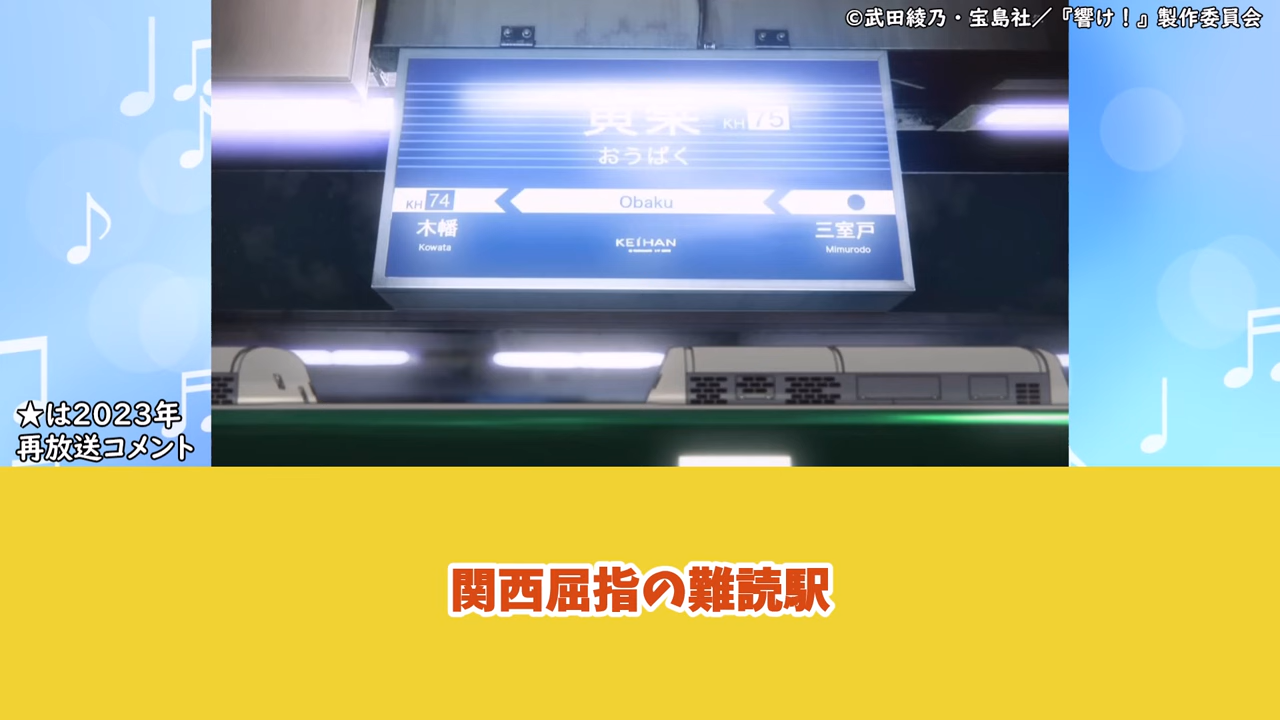 ©武田綾乃・宝島社／『響け！』製作委員会
黄檗 KH 75
おうばく
KH 74
Obaku
木幡
Kowata
KEIHAN
三室戸
Mimurodo
★は2023年
再放送コメント
関西屈指の難読駅